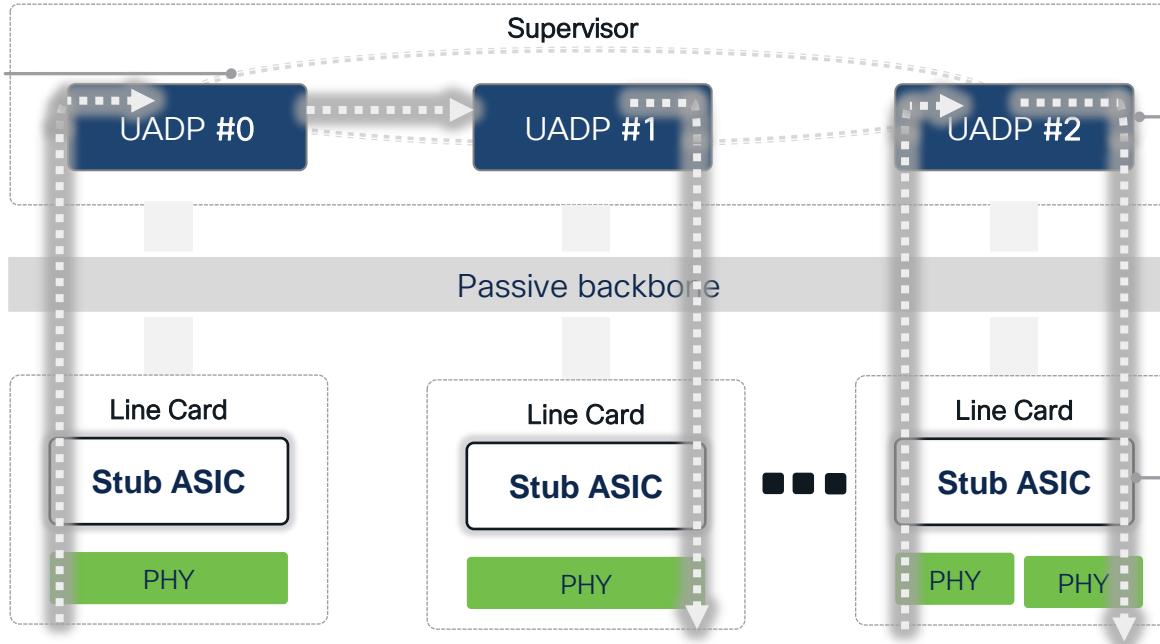 Supervisor
UADP #0
UADP #1
UADP #2
Passive backbone
Line Card
Line Card
Line Card
Stub ASIC
Stub ASIC
Stub ASIC
PHY
PHY
PHY
PHY